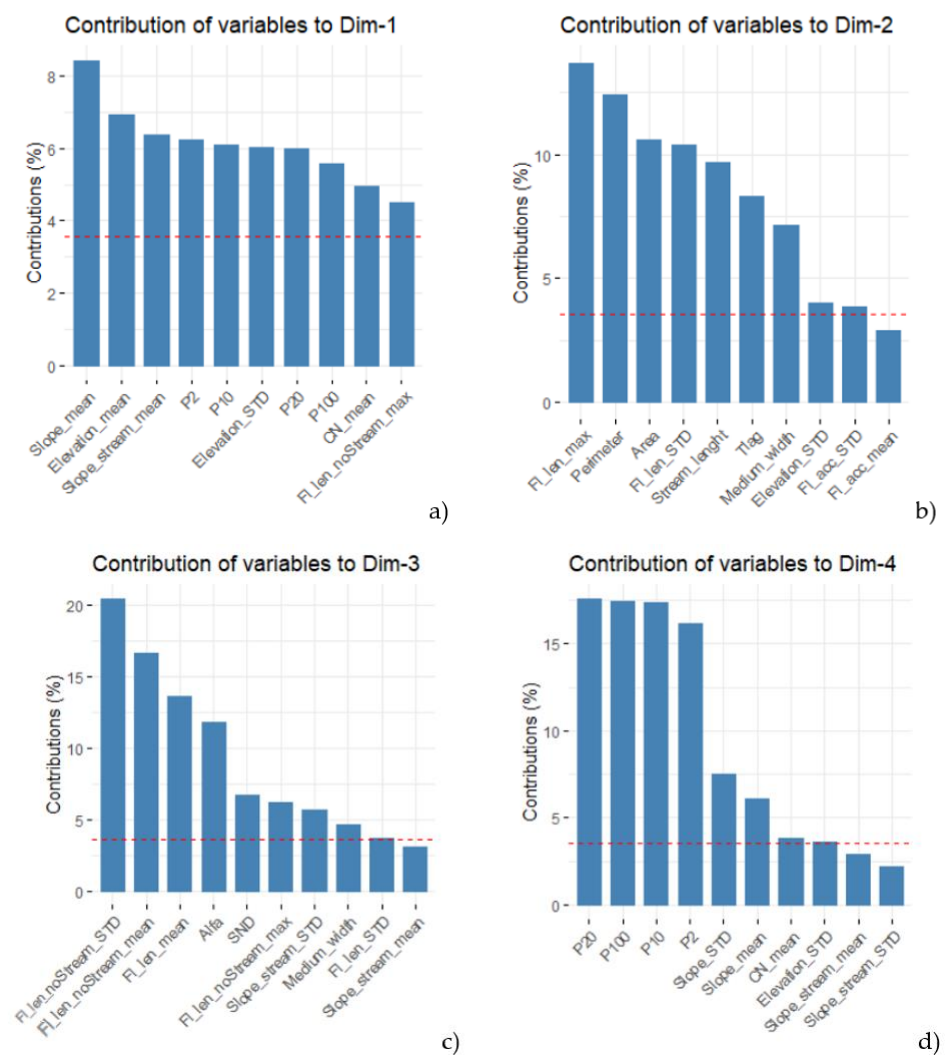 Contribution of variables to Dim-1
Contributions (%)
8
6
4
2
0
Slope_mean
Elevation_mean
Slope_stream_mean
P2
P10
Elevation_STD
P20
P100
CN_mean
Fl_len_noStream_max
a)
Contribution of variables to Dim-2
Contributions (%)
10
5
0
Fl_len_max
Perimeter
Area
Fl_len_STD
Stream_lenght
Tlag
Medium_width
Elevation_STD
Fl_acc_STD
Fl_acc_mean
b)
Contribution of variables to Dim-3
Contributions (%)
20
15
10
5
0
Fl_len_noStream_STD
Fl_len_noStream_mean
Fl_len_mean
Alfa
SND
Fl_len_noStream_max
Slope_stream_STD
Medium_width
Fl_len_STD
Slope_stream_mean
c)
Contribution of variables to Dim-4
Contributions (%)
15
10
5
0
P20
P100
P10
P2
Slope_STD
Slope_mean
CN_mean
Elevation_STD
Slope_stream_mean
Slope_stream_STD
d)